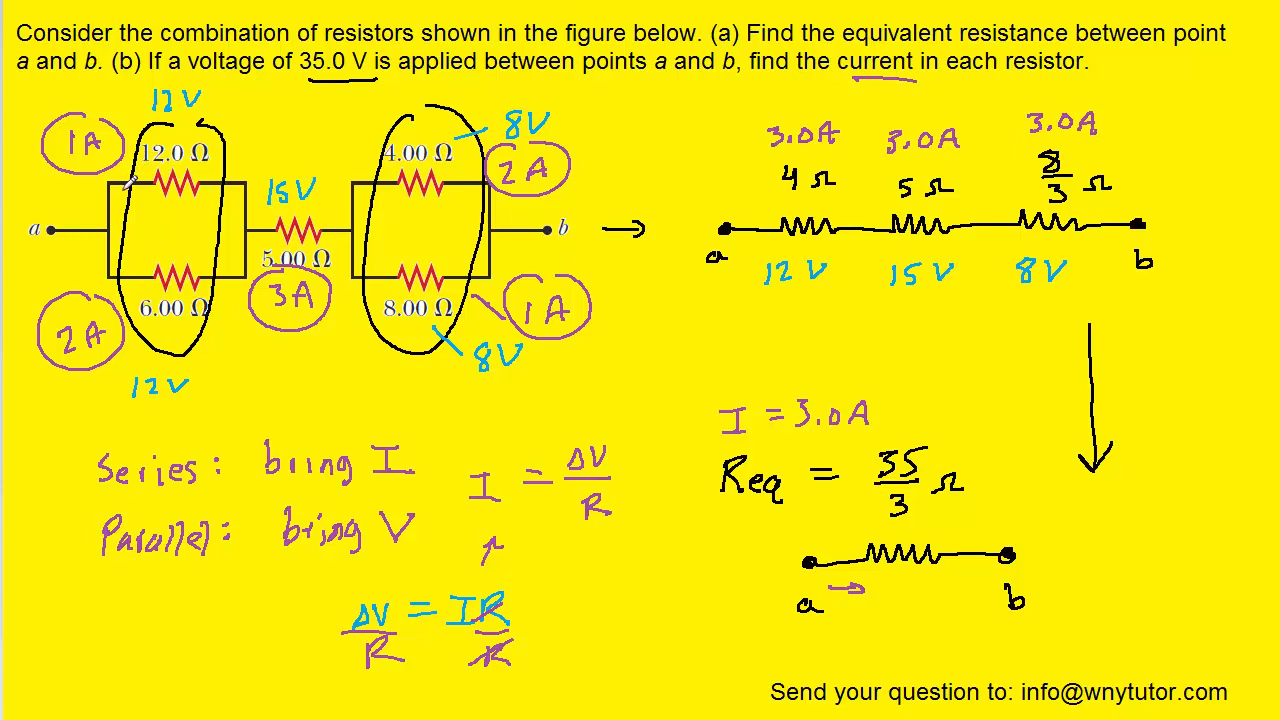 Consider the combination of resistors shown in the figure below. (a) Find the equivalent resistance between point
a and b. (b) If a voltage of 35.0 V is applied between points a and b, find the current in each resistor.
12 V
1A
12.0 Ω
4.00 Ω
8V
2 A
15V
a
b
5.00 Ω
3A
6.00 Ω
2A
8.00 Ω
1A
12V
8V
3.0A 3.0A 3.0A
4 Ω 5 Ω 8/3 Ω
a b
12 V 15 V 8V
Series: bring I
Parallel: bring V
I = ΔV/R
ΔV/R = IR/R
I = 3.0A
Req = 35/3 Ω
a b
Send your question to: info@wnytutor.com